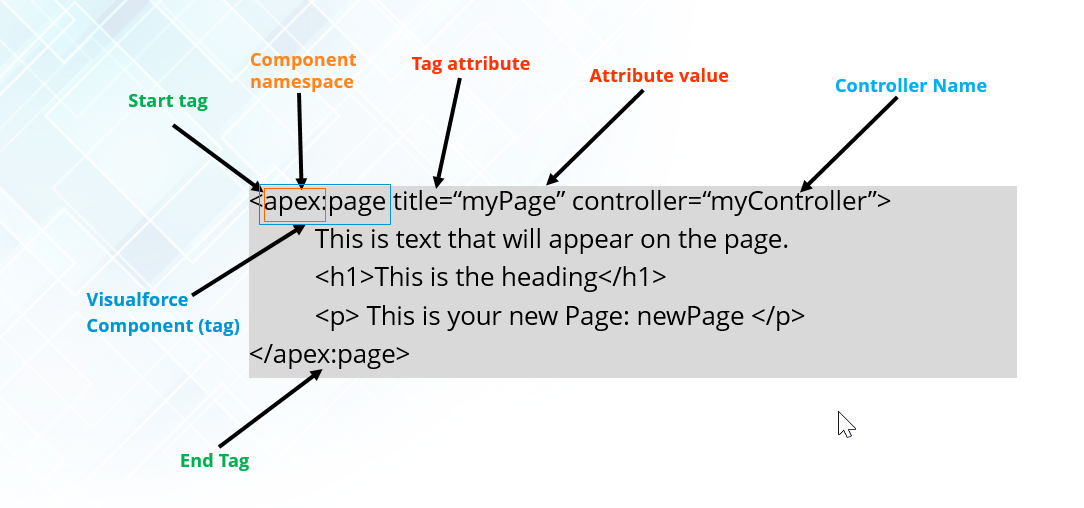 Component
namespace
Tag attribute
Attribute value
Controller Name
Start tag
<apex:page title=“myPage” controller=“myController”>
This is text that will appear on the page.
<h1>This is the heading</h1>
Visualforce
Component (tag)
<p> This is your new Page: newPage </p>
</apex:page>
End Tag